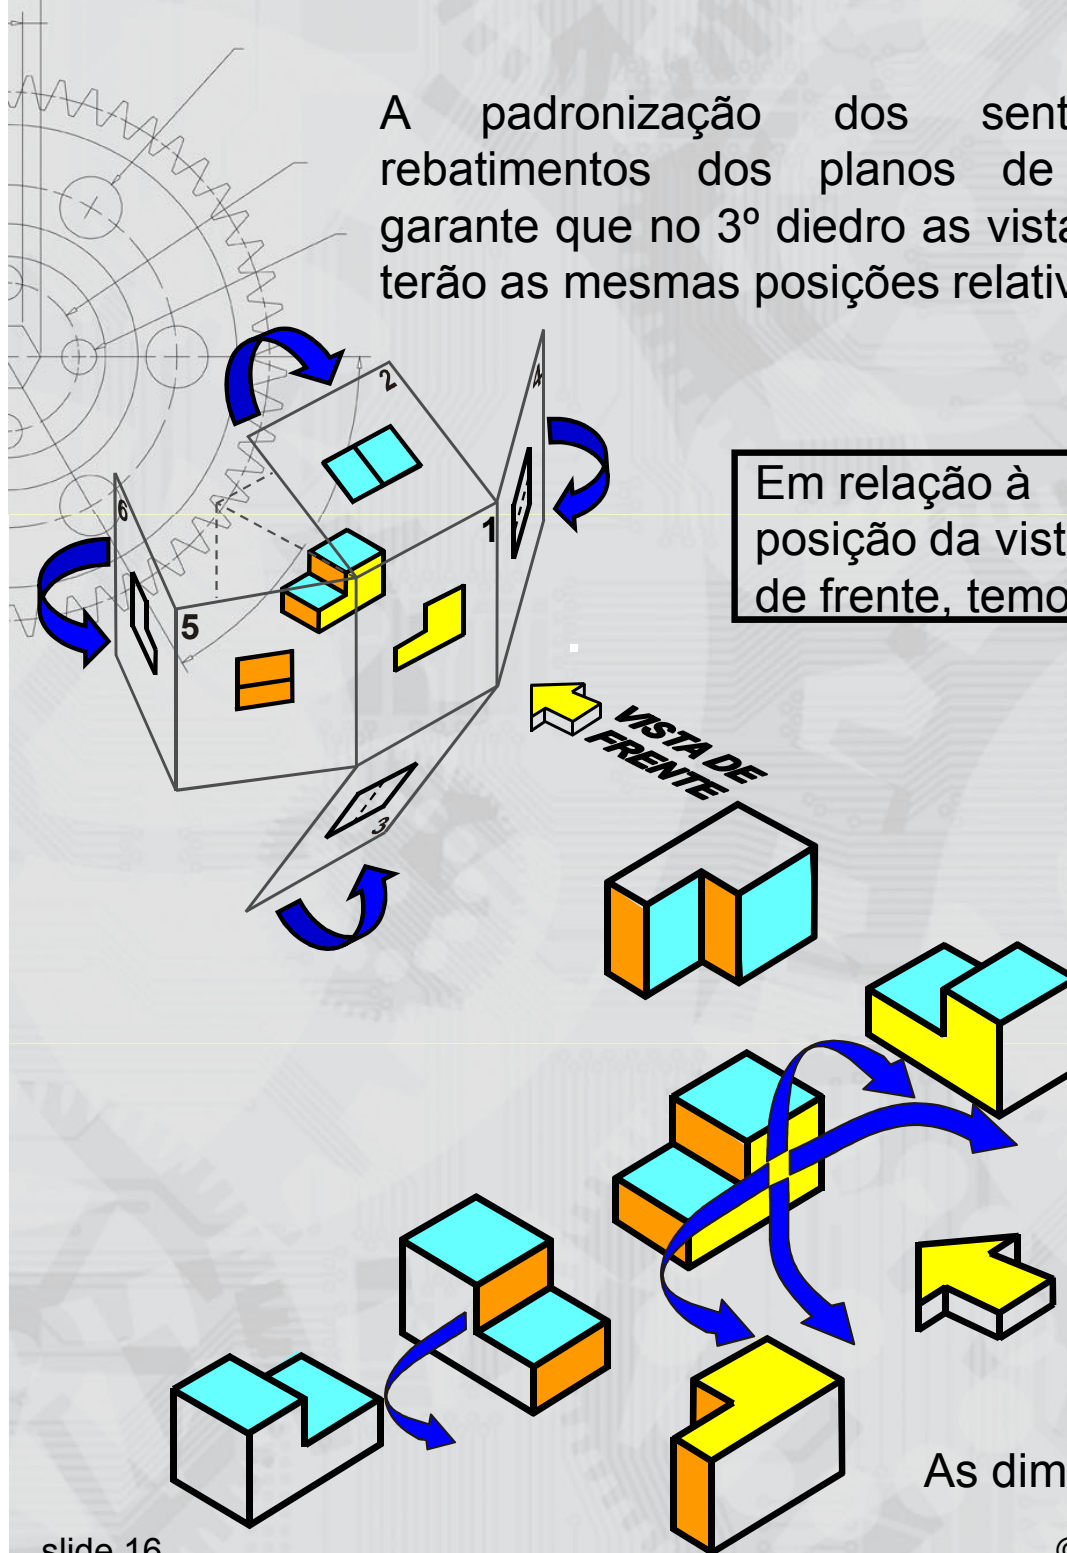 A padronização dos sent
rebatimentos dos planos de
garante que no 3º diedro as vista
terão as mesmas posições relativ
2
4
6
1
5
3
Em relação à
posição da vist
de frente, temo
VISTA DE
FRENTE
As dim
slide 16
©